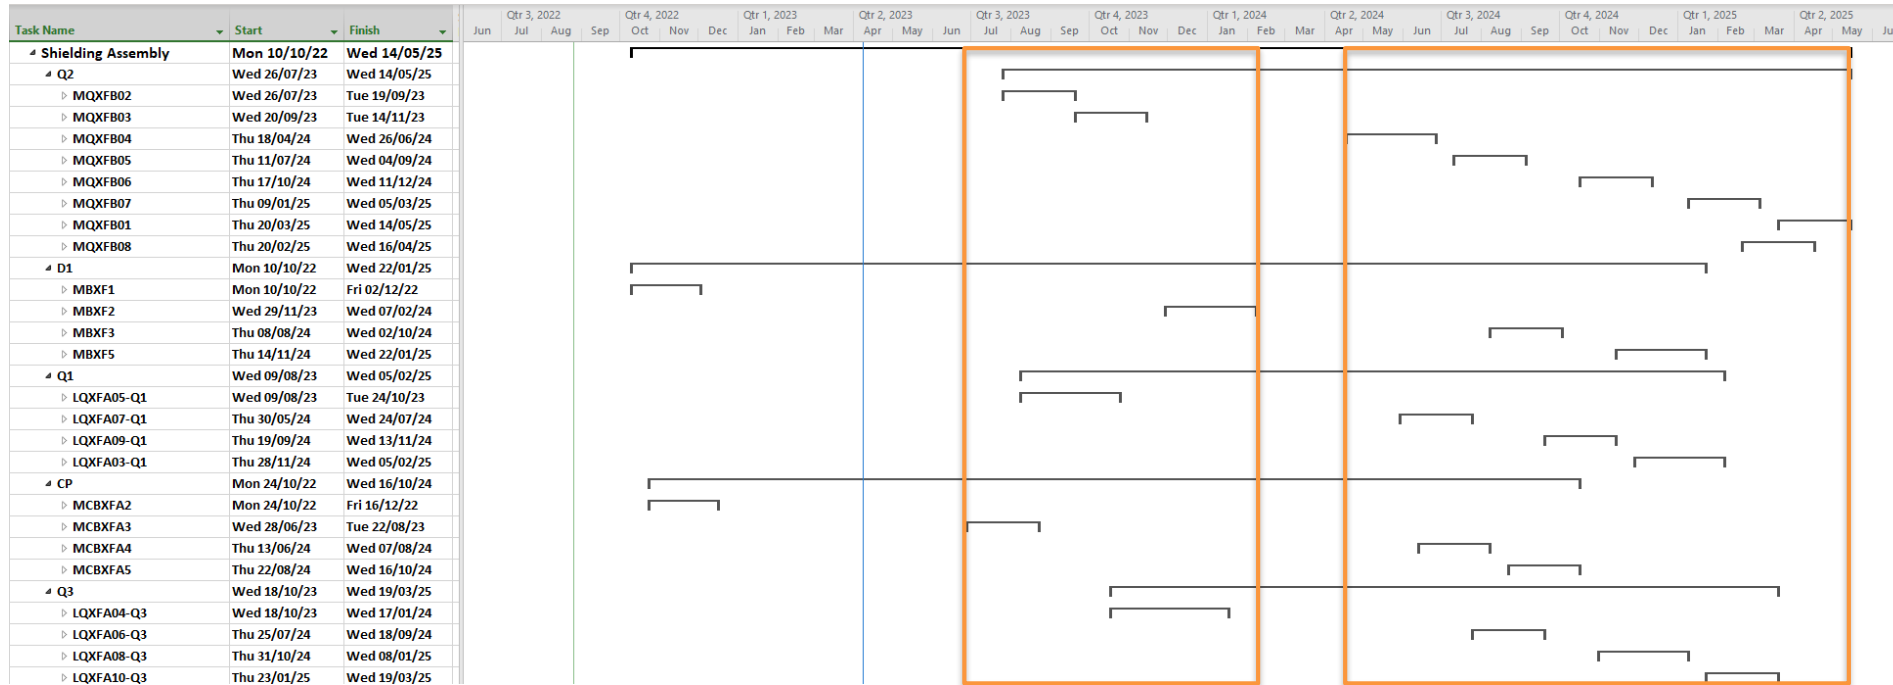 Qtr 3, 2022 Qtr 4, 2022 Qtr 1, 2023 Qtr 2, 2023 Qtr 3, 2023 Qtr 4, 2023 Qtr 1, 2024 Qtr 2, 2024 Qtr 3, 2024 Qtr 4, 2024 Qtr 1, 2025 Qtr 2, 2025
Task Name Start Finish Jun Jul Aug Sep Oct Nov Dec Jan Feb Mar Apr May Jun Jul Aug Sep Oct Nov Dec Jan Feb Mar Apr May Jun Jul Aug Sep Oct Nov Dec Jan Feb Mar Apr May Ju
Shielding Assembly Mon 10/10/22 Wed 14/05/25
Q2 Wed 26/07/23 Wed 14/05/25
MQXFB02 Wed 26/07/23 Tue 19/09/23
MQXFB03 Wed 20/09/23 Tue 14/11/23
MQXFB04 Thu 18/04/24 Wed 26/06/24
MQXFB05 Thu 11/07/24 Wed 04/09/24
MQXFB06 Thu 17/10/24 Wed 11/12/24
MQXFB07 Thu 09/01/25 Wed 05/03/25
MQXFB01 Thu 20/03/25 Wed 14/05/25
MQXFB08 Thu 20/02/25 Wed 16/04/25
D1 Mon 10/10/22 Wed 22/01/25
MBXF1 Mon 10/10/22 Fri 02/12/22
MBXF2 Wed 29/11/23 Wed 07/02/24
MBXF3 Thu 08/08/24 Wed 02/10/24
MBXF5 Thu 14/11/24 Wed 22/01/25
Q1 Wed 09/08/23 Wed 05/02/25
LQXFA05-Q1 Wed 09/08/23 Tue 24/10/23
LQXFA07-Q1 Thu 30/05/24 Wed 24/07/24
LQXFA09-Q1 Thu 19/09/24 Wed 13/11/24
LQXFA03-Q1 Thu 28/11/24 Wed 05/02/25
CP Mon 24/10/22 Wed 16/10/24
MCBXFA2 Mon 24/10/22 Fri 16/12/22
MCBXFA3 Wed 28/06/23 Tue 22/08/23
MCBXFA4 Thu 13/06/24 Wed 07/08/24
MCBXFA5 Thu 22/08/24 Wed 16/10/24
Q3 Wed 18/10/23 Wed 19/03/25
LQXFA04-Q3 Wed 18/10/23 Wed 17/01/24
LQXFA06-Q3 Thu 25/07/24 Wed 18/09/24
LQXFA08-Q3 Thu 31/10/24 Wed 08/01/25
LQXFA10-Q3 Thu 23/01/25 Wed 19/03/25